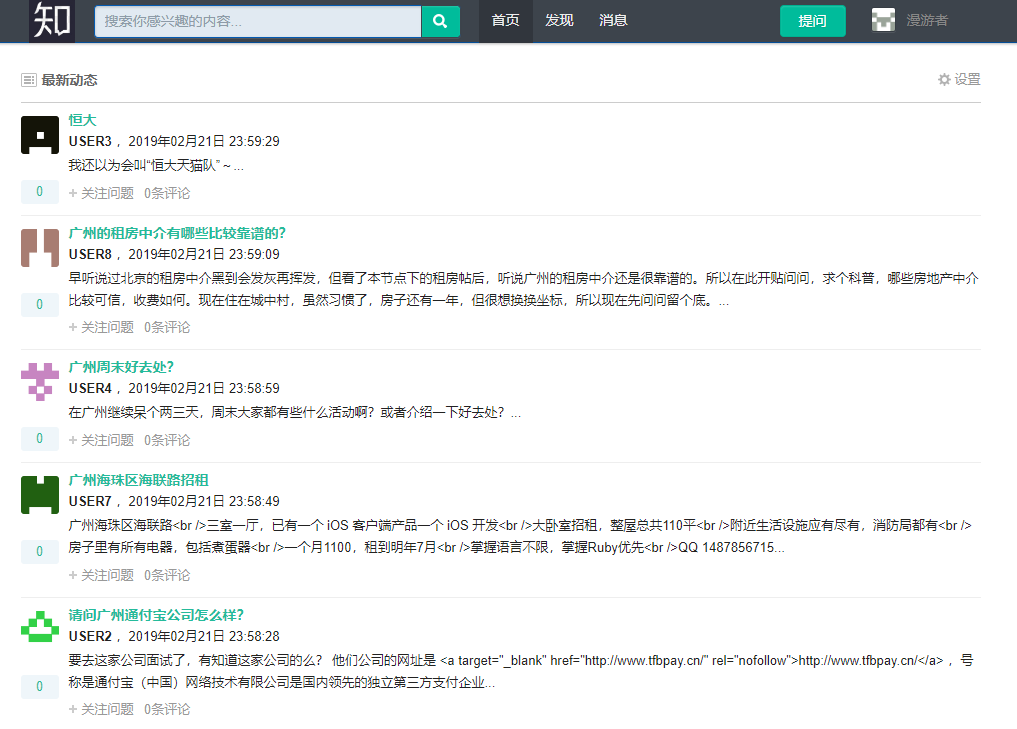 知 搜索你感兴趣的内容... 首页 发现 消息 提问 漫游者
最新动态 设置
恒大
USER3 ，2019年02月21日 23:59:29
我还以为会叫“恒大天猫队” ~ ...
0 + 关注问题 0条评论
广州的租房中介有哪些比较靠谱的？
USER8 ，2019年02月21日 23:59:09
早听说过北京的租房中介黑到会发灰再挥发，但看了本节点下的租房帖后，听说广州的租房中介还是很靠谱的。所以在此开贴问问，求个科普，哪些房地产中介
比较可信，收费如何。现在住在城中村，虽然习惯了，房子还有一年，但很想换换坐标，所以现在先问问留个底。...
0 + 关注问题 0条评论
广州周末好去处？
USER4 ，2019年02月21日 23:58:59
在广州继续呆个两三天，周末大家都有些什么活动啊？或者介绍一下好去处？...
0 + 关注问题 0条评论
广州海珠区海联路招租
USER7 ，2019年02月21日 23:58:49
广州海珠区海联路<br />三室一厅，已有一个 iOS 客户端产品一个 iOS 开发<br />大卧室招租，整屋总共110平<br />附近生活设施应有尽有，消防局都有<br />
房子里有所有电器，包括煮蛋器<br />一个月1100，租到明年7月<br />掌握语言不限，掌握Ruby优先<br />QQ 1487856715...
0 + 关注问题 0条评论
请问广州通付宝公司怎么样？
USER2 ，2019年02月21日 23:58:28
要去这家公司面试了，有知道这家公司的么？ 他们公司的网址是 <a target="_blank" href="http://www.tfbpay.cn/" rel="nofollow">http://www.tfbpay.cn/</a> ，号
称是通付宝（中国）网络技术有限公司是国内领先的独立第三方支付企业...
0 + 关注问题 0条评论